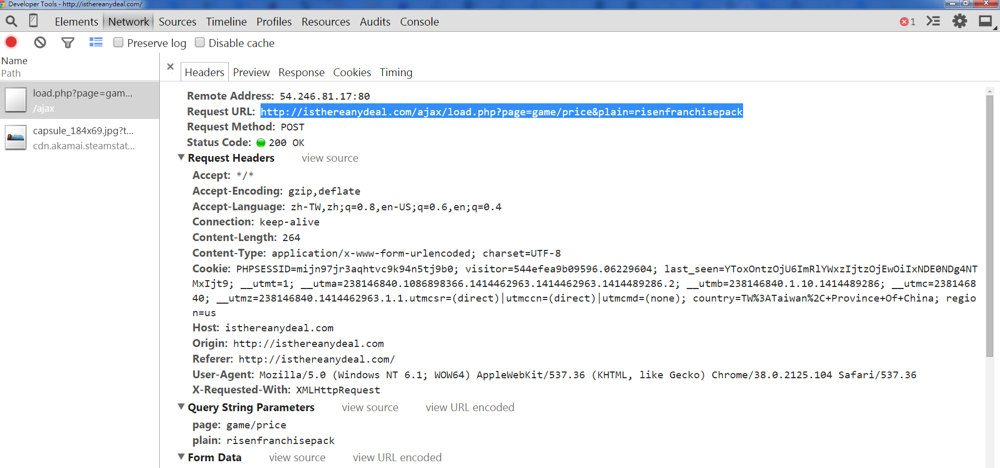 Developer Tools - http://isthereanydeal.com/
Elements Network Sources Timeline Profiles Resources Audits Console 1
Preserve log Disable cache
Name
Path
load.php?page=gam...
/ajax
capsule_184x69.jpg?t...
cdn.akamai.steamstat...
Headers Preview Response Cookies Timing
Remote Address: 54.246.81.17:80
Request URL: http://isthereanydeal.com/ajax/load.php?page=game/price&plain=risenfranchisepack
Request Method: POST
Status Code: 200 OK
Request Headers view source
Accept: */*
Accept-Encoding: gzip,deflate
Accept-Language: zh-TW,zh;q=0.8,en-US;q=0.6,en;q=0.4
Connection: keep-alive
Content-Length: 264
Content-Type: application/x-www-form-urlencoded; charset=UTF-8
Cookie: PHPSESSID=mijn97jr3aqhtvc9k94n5tj9b0; visitor=544efea9b09596.06229604; last_seen=YToxOntzOjU6ImRlYWxzIjtzOjEwOiIxNDE0NDg4NT
MxIjt9; __utmt=1; __utma=238146840.1086898366.1414462963.1414462963.1414489286.2; __utmb=238146840.1.10.1414489286; __utmc=238146
840; __utmz=238146840.1414462963.1.1.utmcsr=(direct)|utmccn=(direct)|utmcmd=(none); country=TW%3ATaiwan%2C+Province+Of+China; regio
n=us
Host: isthereanydeal.com
Origin: http://isthereanydeal.com
Referer: http://isthereanydeal.com/
User-Agent: Mozilla/5.0 (Windows NT 6.1; WOW64) AppleWebKit/537.36 (KHTML, like Gecko) Chrome/38.0.2125.104 Safari/537.36
X-Requested-With: XMLHttpRequest
Query String Parameters view source view URL encoded
page: game/price
plain: risenfranchisepack
Form Data view source view URL encoded